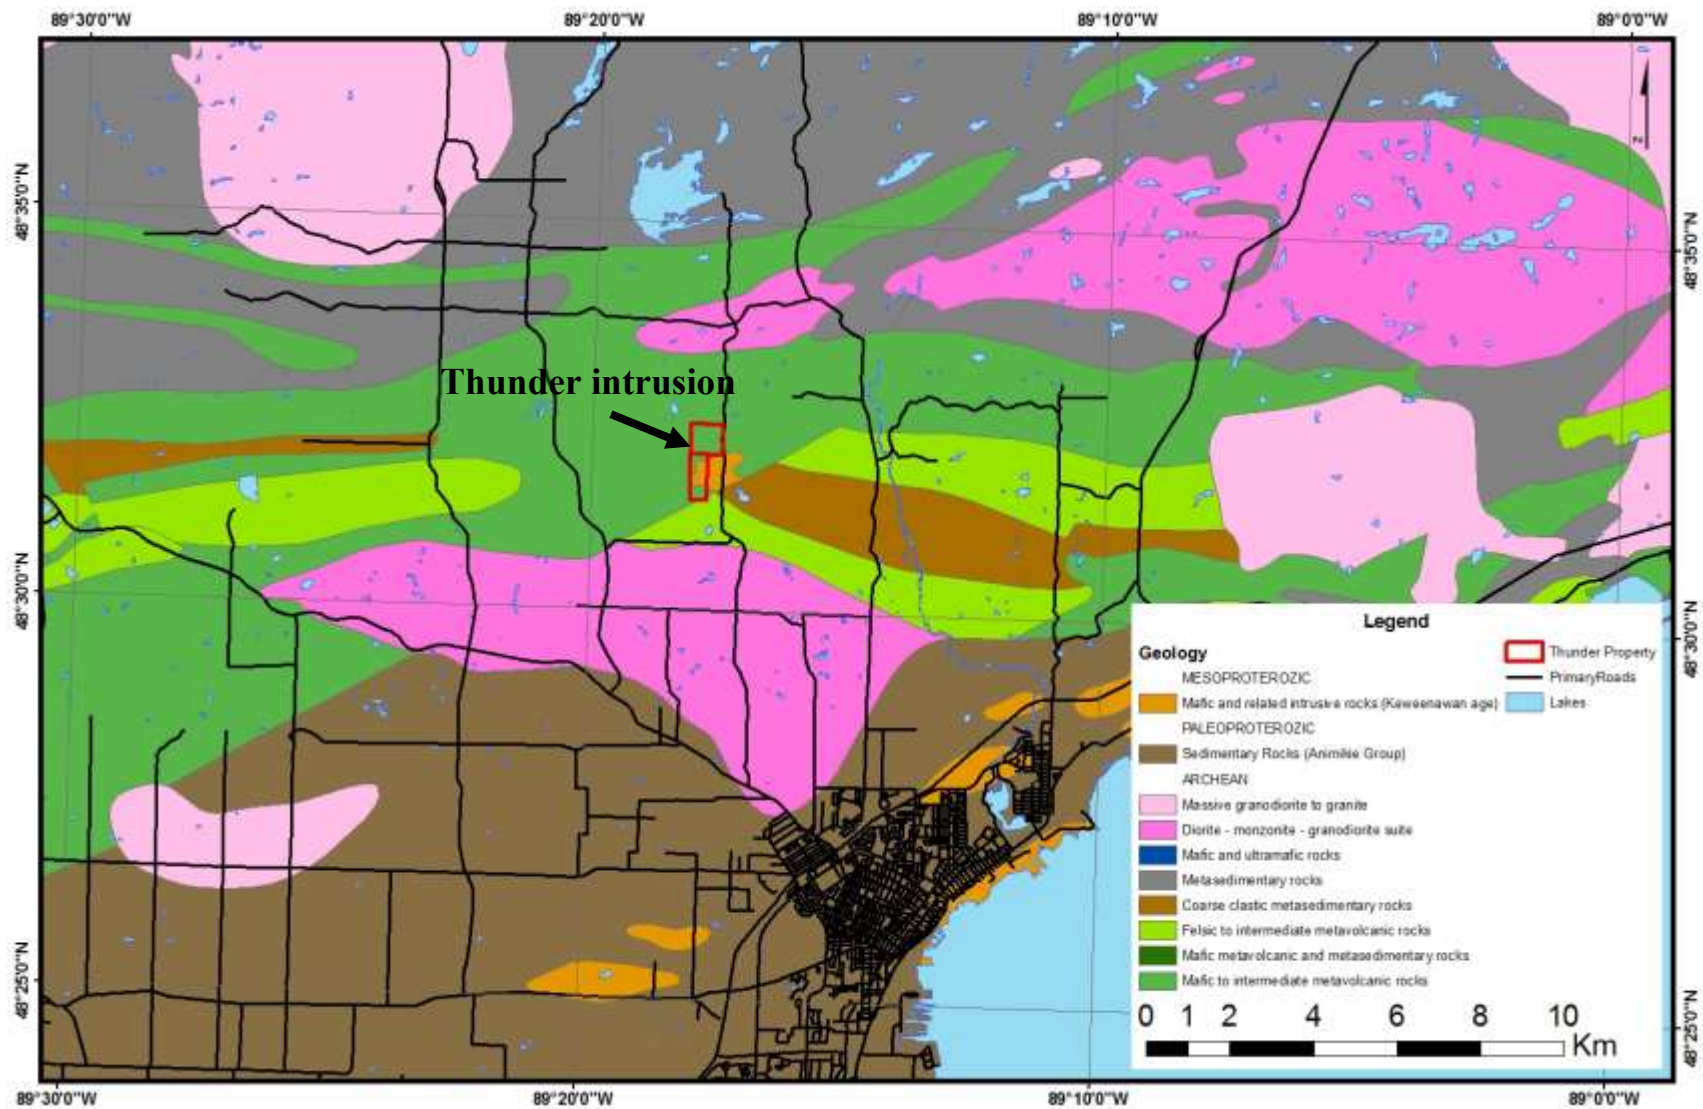 89°30'0"W 89°20'0"W 89°10'0"W 89°0'0"W
N
48°35'0"N
48°35'0"N
Thunder intrusion
48°30'0"N
48°30'0"N
Legend
Geology
Thunder Property
MESOPROTEROZIC
PrimaryRoads
Mafic and related intrusive rocks (Keweenawan age)
Lakes
PALEOPROTEROZIC
Sedimentary Rocks (Animikie Group)
ARCHEAN
Massive granodiorite to granite
Diorite - monzonite - granodiorite suite
Mafic and ultramafic rocks
Metasedimentary rocks
Coarse clastic metasedimentary rocks
Felsic to intermediate metavolcanic rocks
Mafic metavolcanic and metasedimentary rocks
Mafic to intermediate metavolcanic rocks
0 1 2 4 6 8 10
Km
48°25'0"N
48°25'0"N
89°30'0"W 89°20'0"W 89°10'0"W 89°0'0"W